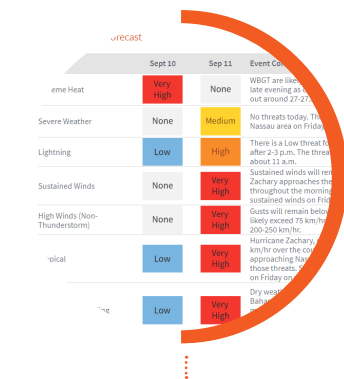 orecast
Sept 10 Sep 11 Event Co
eme Heat Very High None WBGT are like
late evening as
out around 27-27.
Severe Weather None Medium No threats today. Th
Nassau area on Friday
Lightning Low High There is a Low threat fo
after 2-3 p.m. The threa
about 11 a.m.
Sustained Winds None Very High Sustained winds will rem
Zachary approaches the
throughout the morning
sustained winds on Frid
High Winds (Non-Thunderstorm) None Very High Gusts will remain below
likely exceed 75 km/hr
200-250 km/hr.
pical Low Very High Hurricane Zachary,
km/hr over the cou
approaching Nas
those threats. S
on Friday on
Low Very High Dry weat
Baha